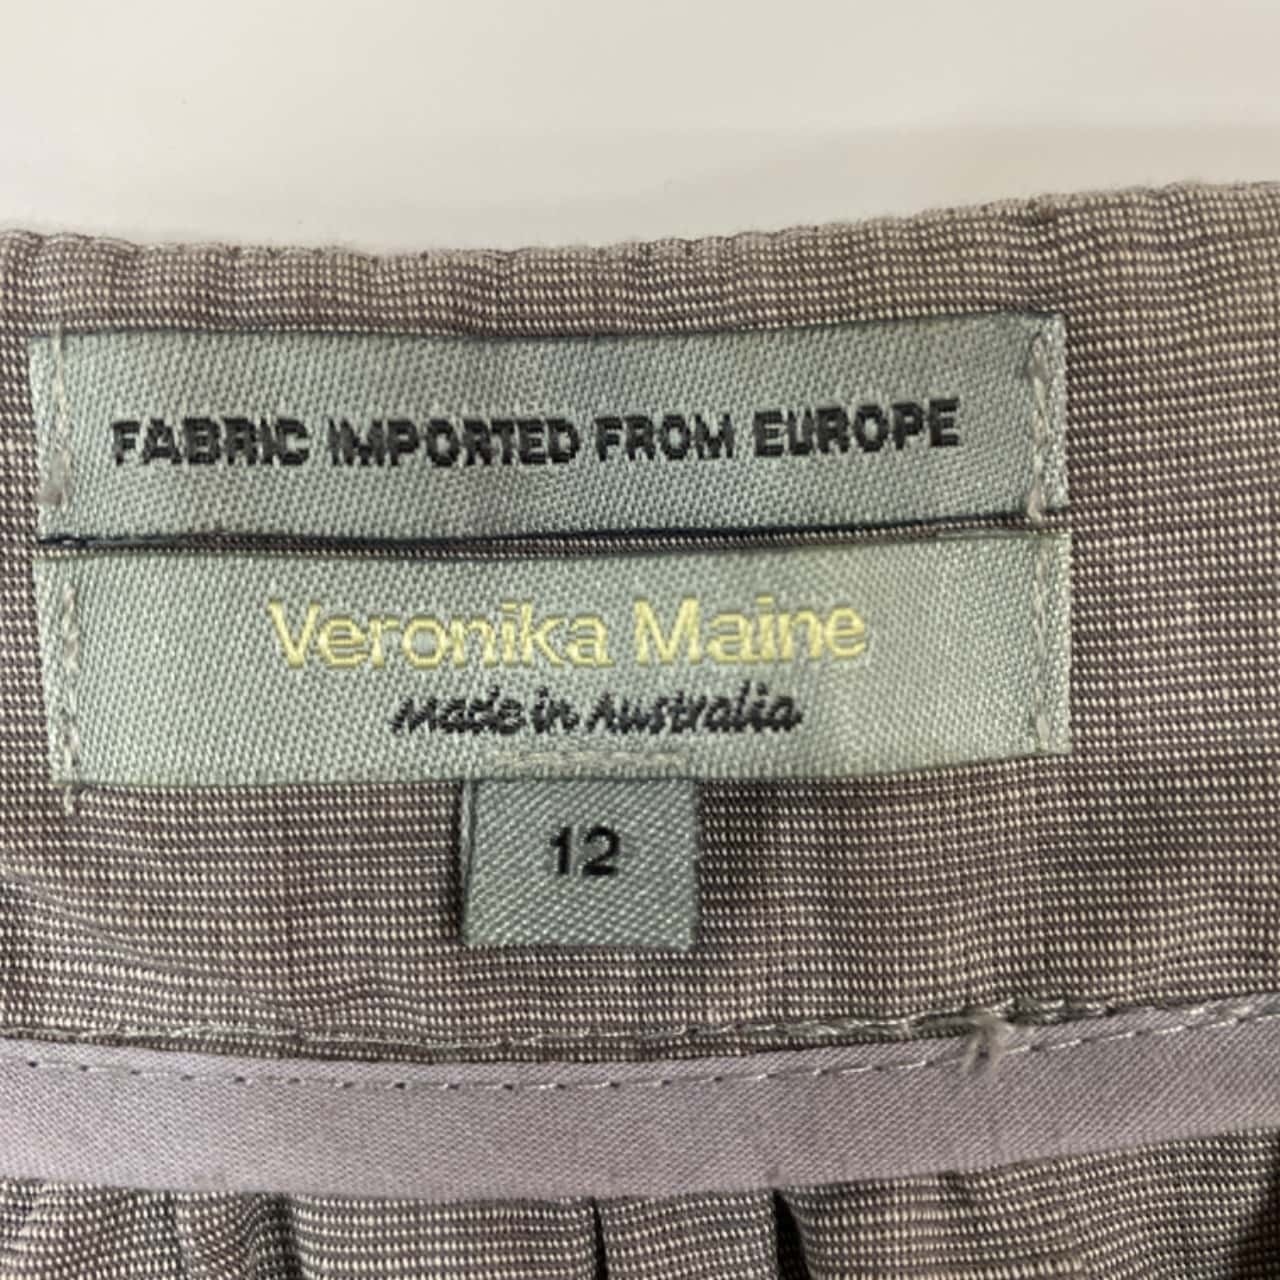 FABRIC IMPORTED FROM EUROPE
Veronika Maine
Made in Australia
12